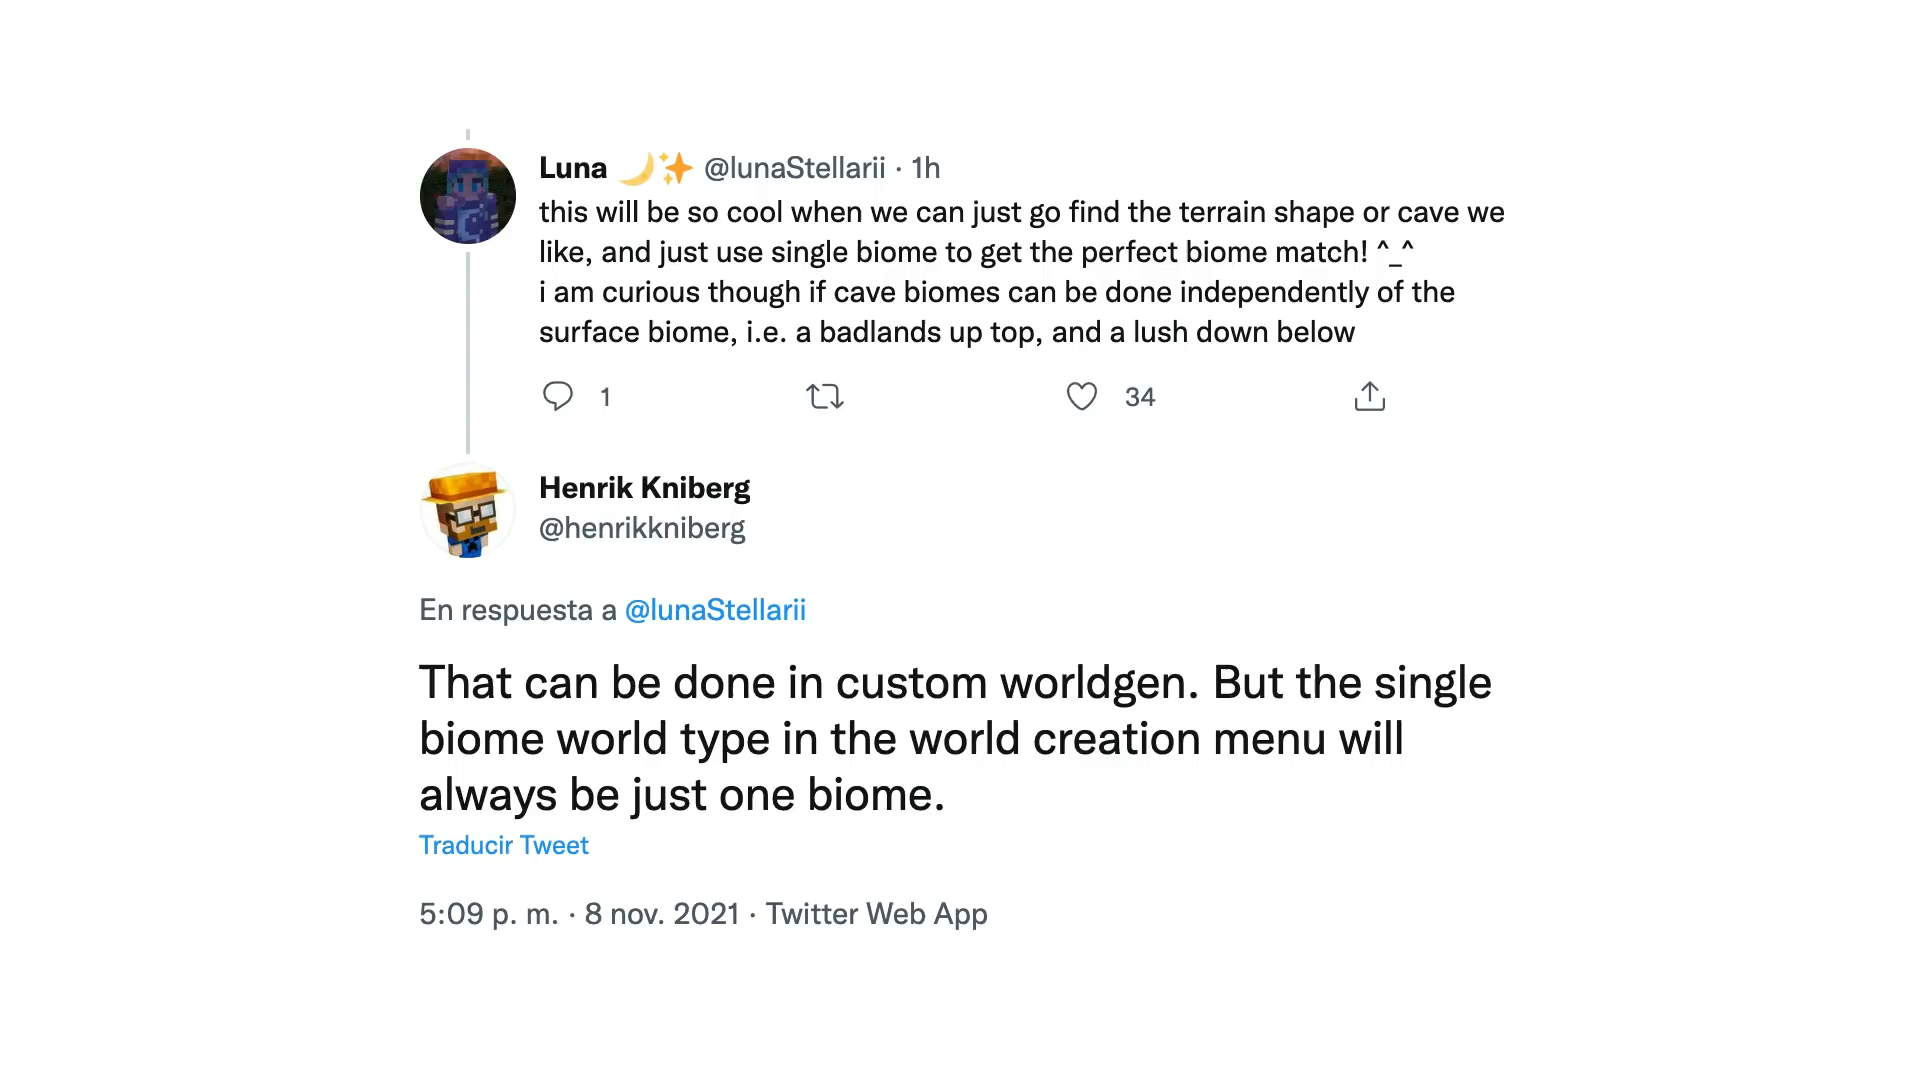 Luna 🌙✨ @lunaStellarii · 1h
this will be so cool when we can just go find the terrain shape or cave we
like, and just use single biome to get the perfect biome match! ^_^
i am curious though if cave biomes can be done independently of the
surface biome, i.e. a badlands up top, and a lush down below
1 34
Henrik Kniberg
@henrikkniberg
En respuesta a @lunaStellarii
That can be done in custom worldgen. But the single
biome world type in the world creation menu will
always be just one biome.
Traducir Tweet
5:09 p. m. · 8 nov. 2021 · Twitter Web App